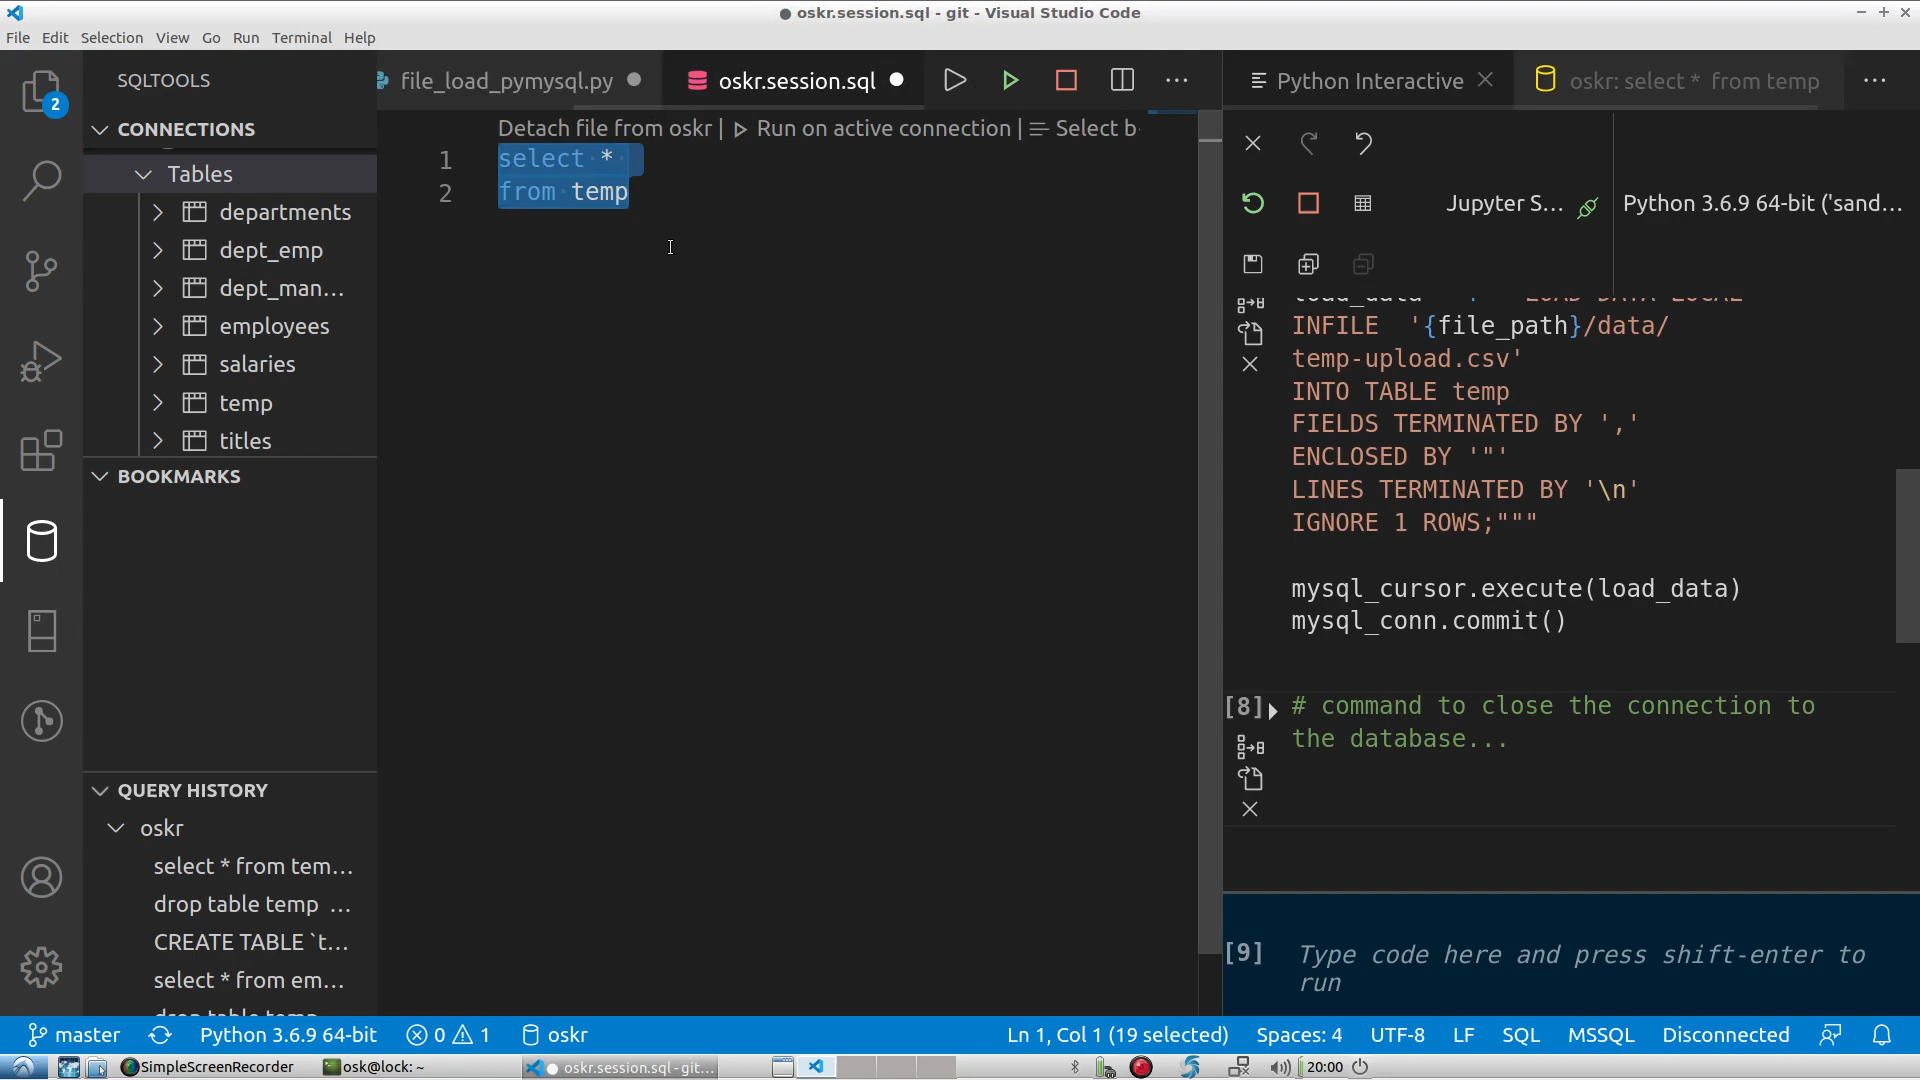 oskr.session.sql - git - Visual Studio Code
File Edit Selection View Go Run Terminal Help
SQLTOOLS
file_load_pymysql.py
oskr.session.sql
Python Interactive
oskr: select * from temp
2
CONNECTIONS
Tables
departments
dept_emp
dept_man...
employees
salaries
temp
titles
BOOKMARKS
QUERY HISTORY
oskr
select * from tem...
drop table temp ...
CREATE TABLE `t...
select * from em...
drop table temp
Detach file from oskr | Run on active connection | Select b
1 select *
2 from temp
Jupyter S...
Python 3.6.9 64-bit ('sand...
INFILE '{file_path}/data/
temp-upload.csv'
INTO TABLE temp
FIELDS TERMINATED BY ','
ENCLOSED BY '"'
LINES TERMINATED BY '\n'
IGNORE 1 ROWS;"""
mysql_cursor.execute(load_data)
mysql_conn.commit()
[8] # command to close the connection to
the database...
[9] Type code here and press shift-enter to
run
master Python 3.6.9 64-bit 0 1 oskr Ln 1, Col 1 (19 selected) Spaces: 4 UTF-8 LF SQL MSSQL Disconnected
SimpleScreenRecorder osk@lock: ~ oskr.session.sql - git... 20:00